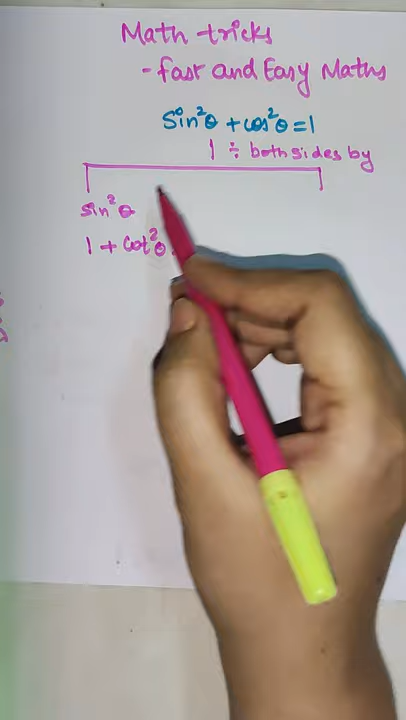 Math tricks
- fast and Easy Maths
Sin²θ + cos²θ = 1
1 ÷ both sides by
sin²θ
1 + cot²θ